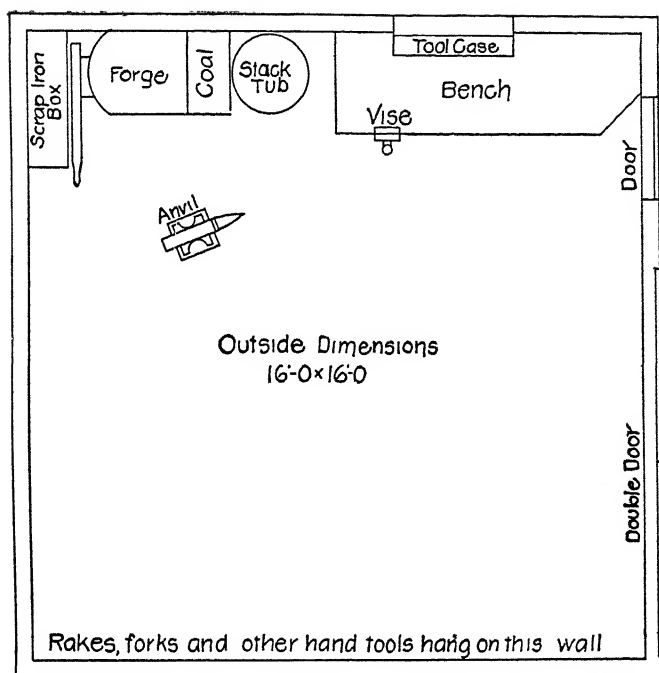 Scrap Iron
Box
Forge
Coal
Stack
Tub
Tool Case
Bench
Vise
Door
Anvil
Outside Dimensions
16'-0×16'-0
Double Door
Rakes, forks and other hand tools hang on this wall